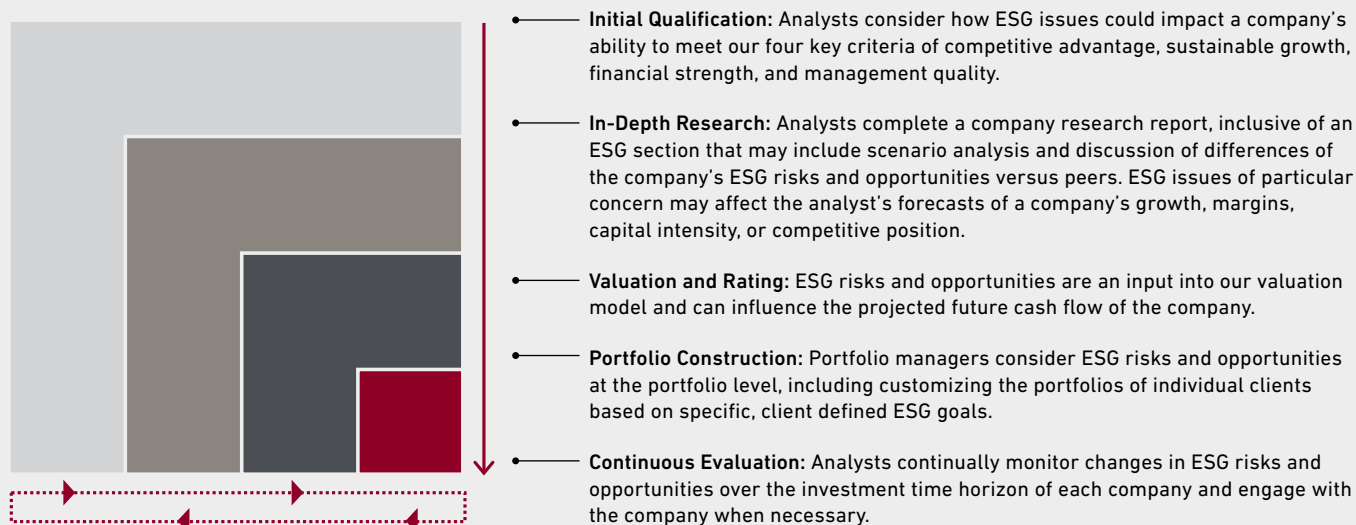 Initial Qualification: Analysts consider how ESG issues could impact a company's
ability to meet our four key criteria of competitive advantage, sustainable growth,
financial strength, and management quality.
In-Depth Research: Analysts complete a company research report, inclusive of an
ESG section that may include scenario analysis and discussion of differences of
the company's ESG risks and opportunities versus peers. ESG issues of particular
concern may affect the analyst's forecasts of a company's growth, margins,
capital intensity, or competitive position.
Valuation and Rating: ESG risks and opportunities are an input into our valuation
model and can influence the projected future cash flow of the company.
Portfolio Construction: Portfolio managers consider ESG risks and opportunities
at the portfolio level, including customizing the portfolios of individual clients
based on specific, client defined ESG goals.
Continuous Evaluation: Analysts continually monitor changes in ESG risks and
opportunities over the investment time horizon of each company and engage with
the company when necessary.